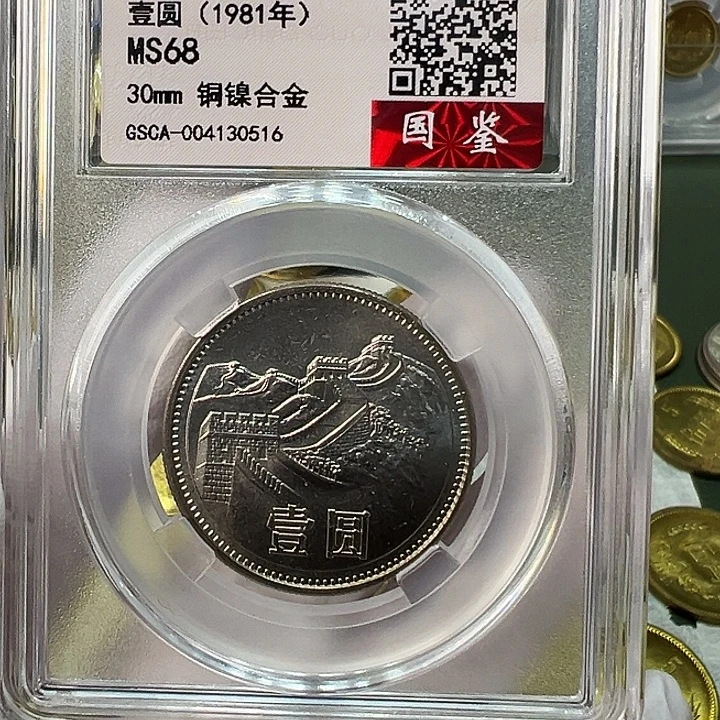 壹圆（1981年）
MS68
30mm 铜镍合金
GSCA-004130516
国鉴
壹圆